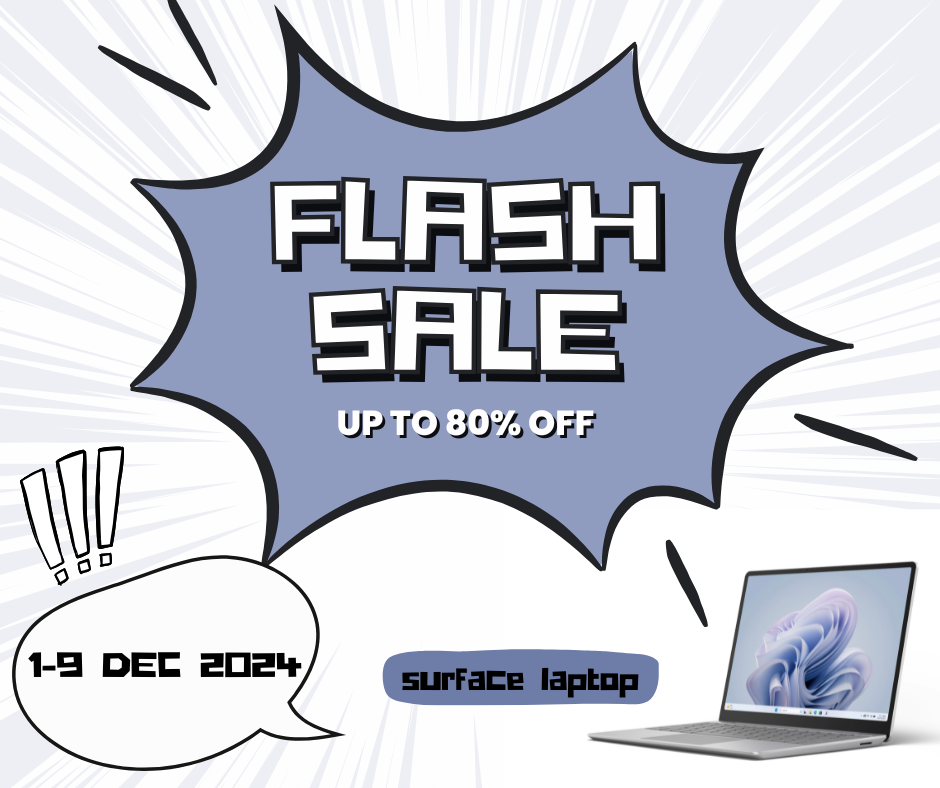 FLASH
SALE
UP TO 80% OFF
!!!
1-9 DEC 2024
surface laptop